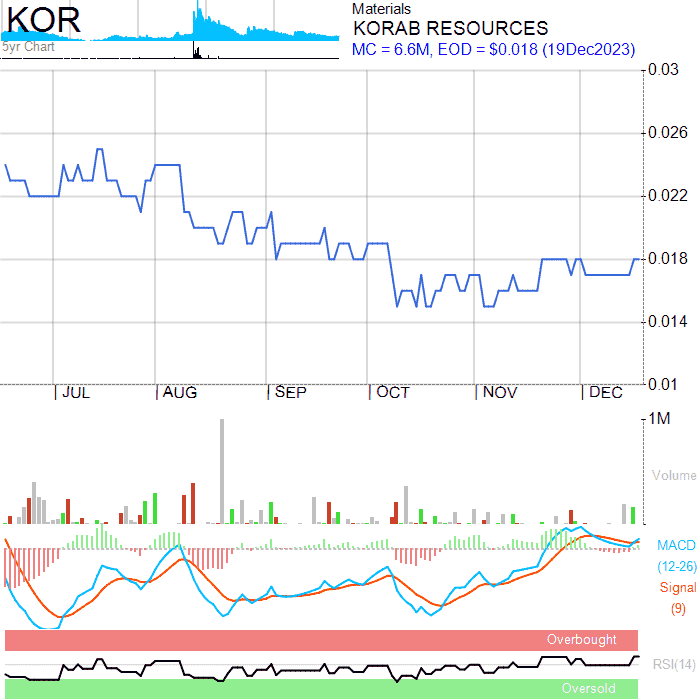 KOR
5yr Chart
Materials
KORAB RESOURCES
MC = 6.6M, EOD = $0.018 (19Dec2023)
0.03
0.026
0.022
0.018
0.014
0.01
JUL AUG SEP OCT NOV DEC
1M
Volume
MACD
(12-26)
Signal
(9)
Overbought
RSI(14)
Oversold